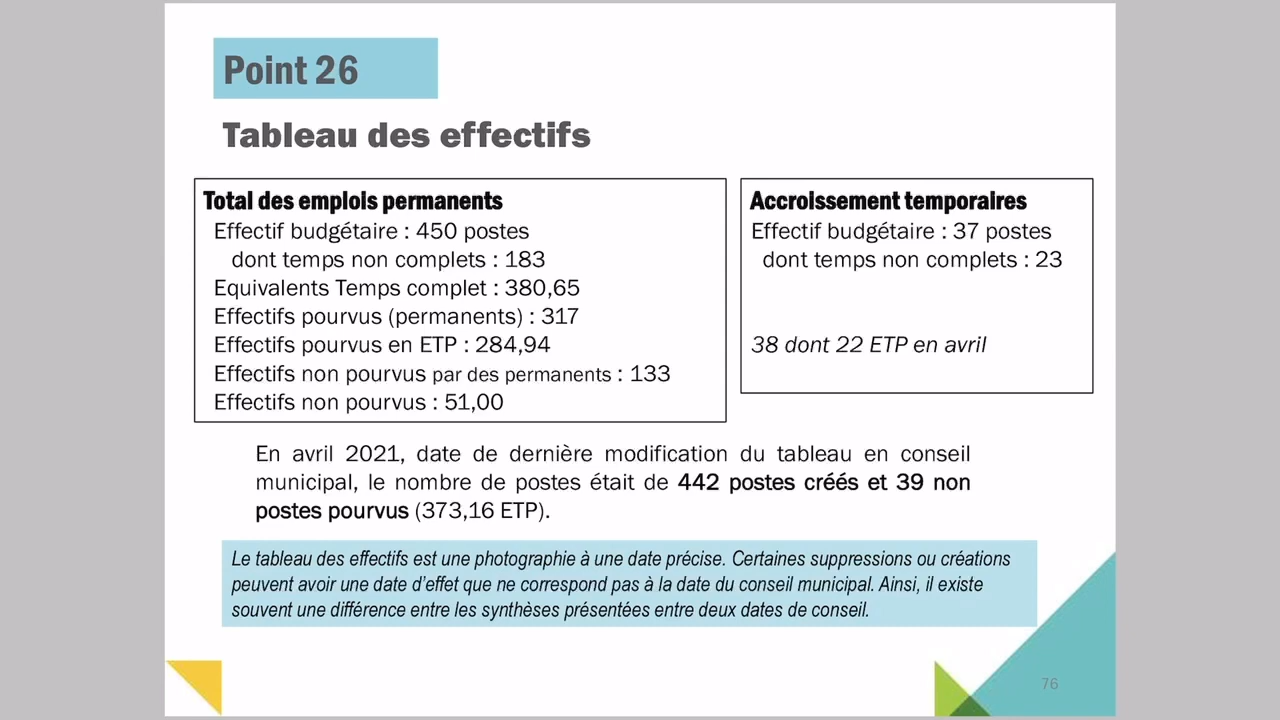 Point 26
Tableau des effectifs
Total des emplois permanents
Effectif budgétaire : 450 postes
dont temps non complets : 183
Equivalents Temps complet : 380,65
Effectifs pourvus (permanents) : 317
Effectifs pourvus en ETP : 284,94
Effectifs non pourvus par des permanents : 133
Effectifs non pourvus : 51,00
Accroissement temporaires
Effectif budgétaire : 37 postes
dont temps non complets : 23
38 dont 22 ETP en avril
En avril 2021, date de dernière modification du tableau en conseil
municipal, le nombre de postes était de 442 postes créés et 39 non
postes pourvus (373,16 ETP).
Le tableau des effectifs est une photographie à une date précise. Certaines suppressions ou créations
peuvent avoir une date d'effet que ne correspond pas à la date du conseil municipal. Ainsi, il existe
souvent une différence entre les synthèses présentées entre deux dates de conseil.
76